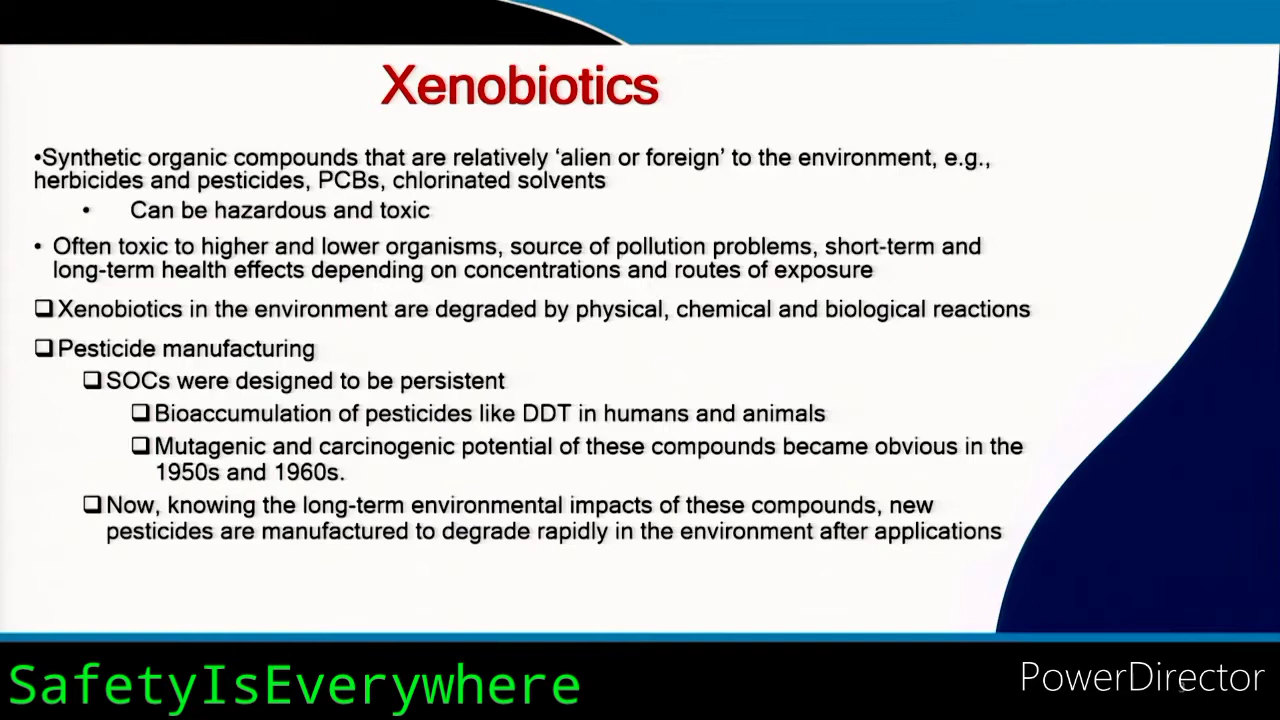 Xenobiotics
•Synthetic organic compounds that are relatively ‘alien or foreign’ to the environment, e.g.,
herbicides and pesticides, PCBs, chlorinated solvents
• Can be hazardous and toxic
• Often toxic to higher and lower organisms, source of pollution problems, short-term and
long-term health effects depending on concentrations and routes of exposure
❑Xenobiotics in the environment are degraded by physical, chemical and biological reactions
❑Pesticide manufacturing
❑SOCs were designed to be persistent
❑Bioaccumulation of pesticides like DDT in humans and animals
❑Mutagenic and carcinogenic potential of these compounds became obvious in the
1950s and 1960s.
❑Now, knowing the long-term environmental impacts of these compounds, new
pesticides are manufactured to degrade rapidly in the environment after applications
SafetyIsEverywhere
PowerDirector